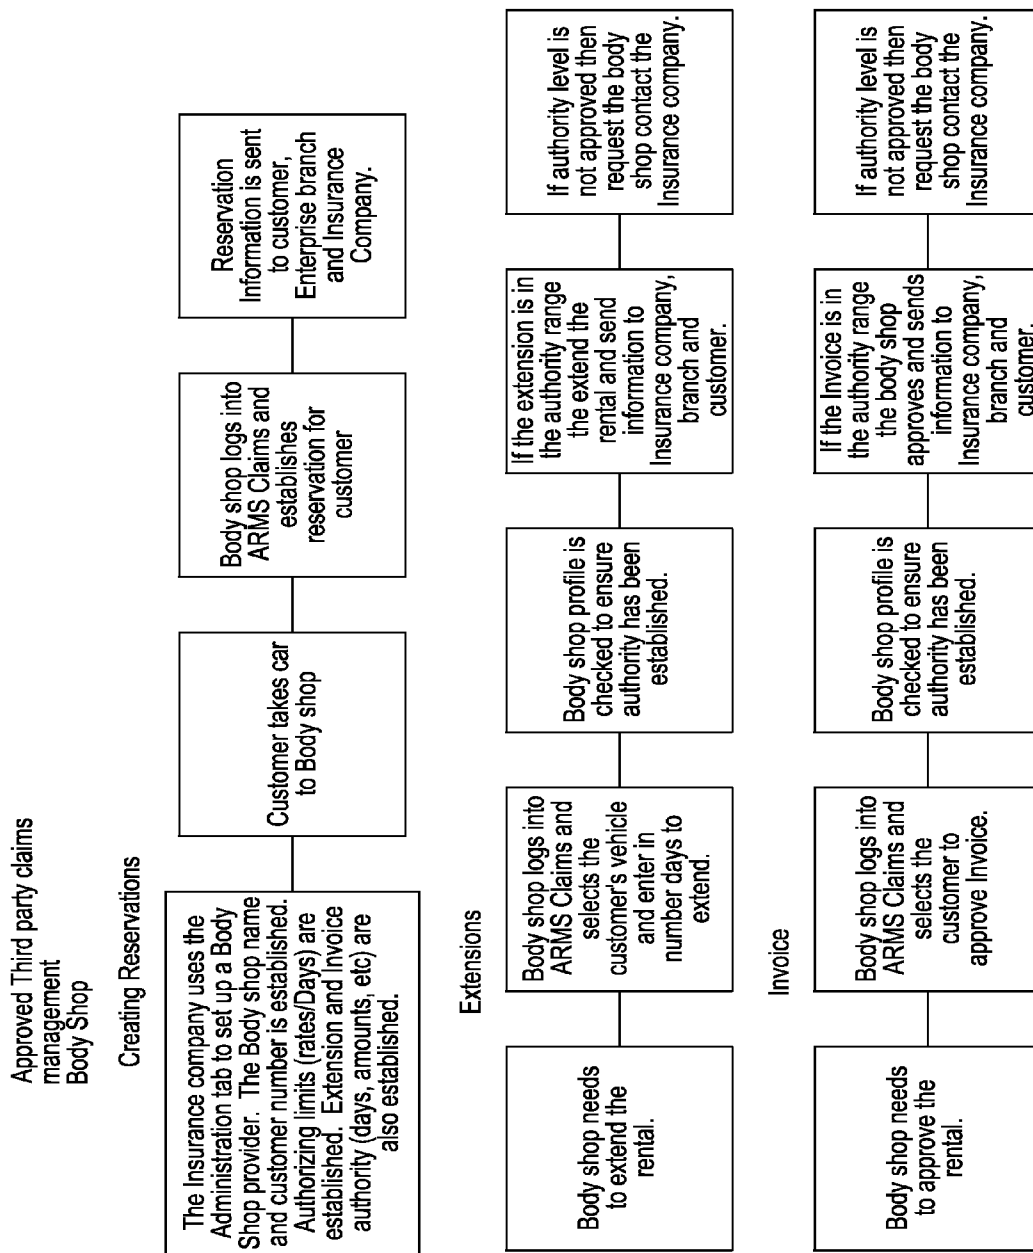 Approved Third party claims
management
Body Shop
Creating Reservations
The Insurance company uses the
Administration tab to set up a Body
Shop provider. The Body shop name
and customer number is established.
Authorizing limits (rates/Days) are
established. Extension and Invoice
authority (days, amounts, etc) are
also established.
Customer takes car
to Body shop
Body shop logs into
ARMS Claims and
establishes
reservation for
customer
Reservation
Information is sent
to customer,
Enterprise branch
and Insurance
Company.
Extensions
Body shop needs
to extend the
rental.
Body shop logs into
ARMS Claims and
selects the
customer's vehicle
and enter in
number days to
extend.
Body shop profile is
checked to ensure
authority has been
established.
If the extension is in
the authority range
the extend the
rental and send
information to
Insurance company,
branch and
customer.
If authority level is
not approved then
request the body
shop contact the
Insurance company.
Invoice
Body shop needs
to approve the
rental.
Body shop logs into
ARMS Claims and
selects the
customer to
approve Invoice.
Body shop profile is
checked to ensure
authority has been
established.
If the Invoice is in
the authority range
the body shop
approves and sends
information to
Insurance company,
branch and
customer.
If authority level is
not approved then
request the body
shop contact the
Insurance company.